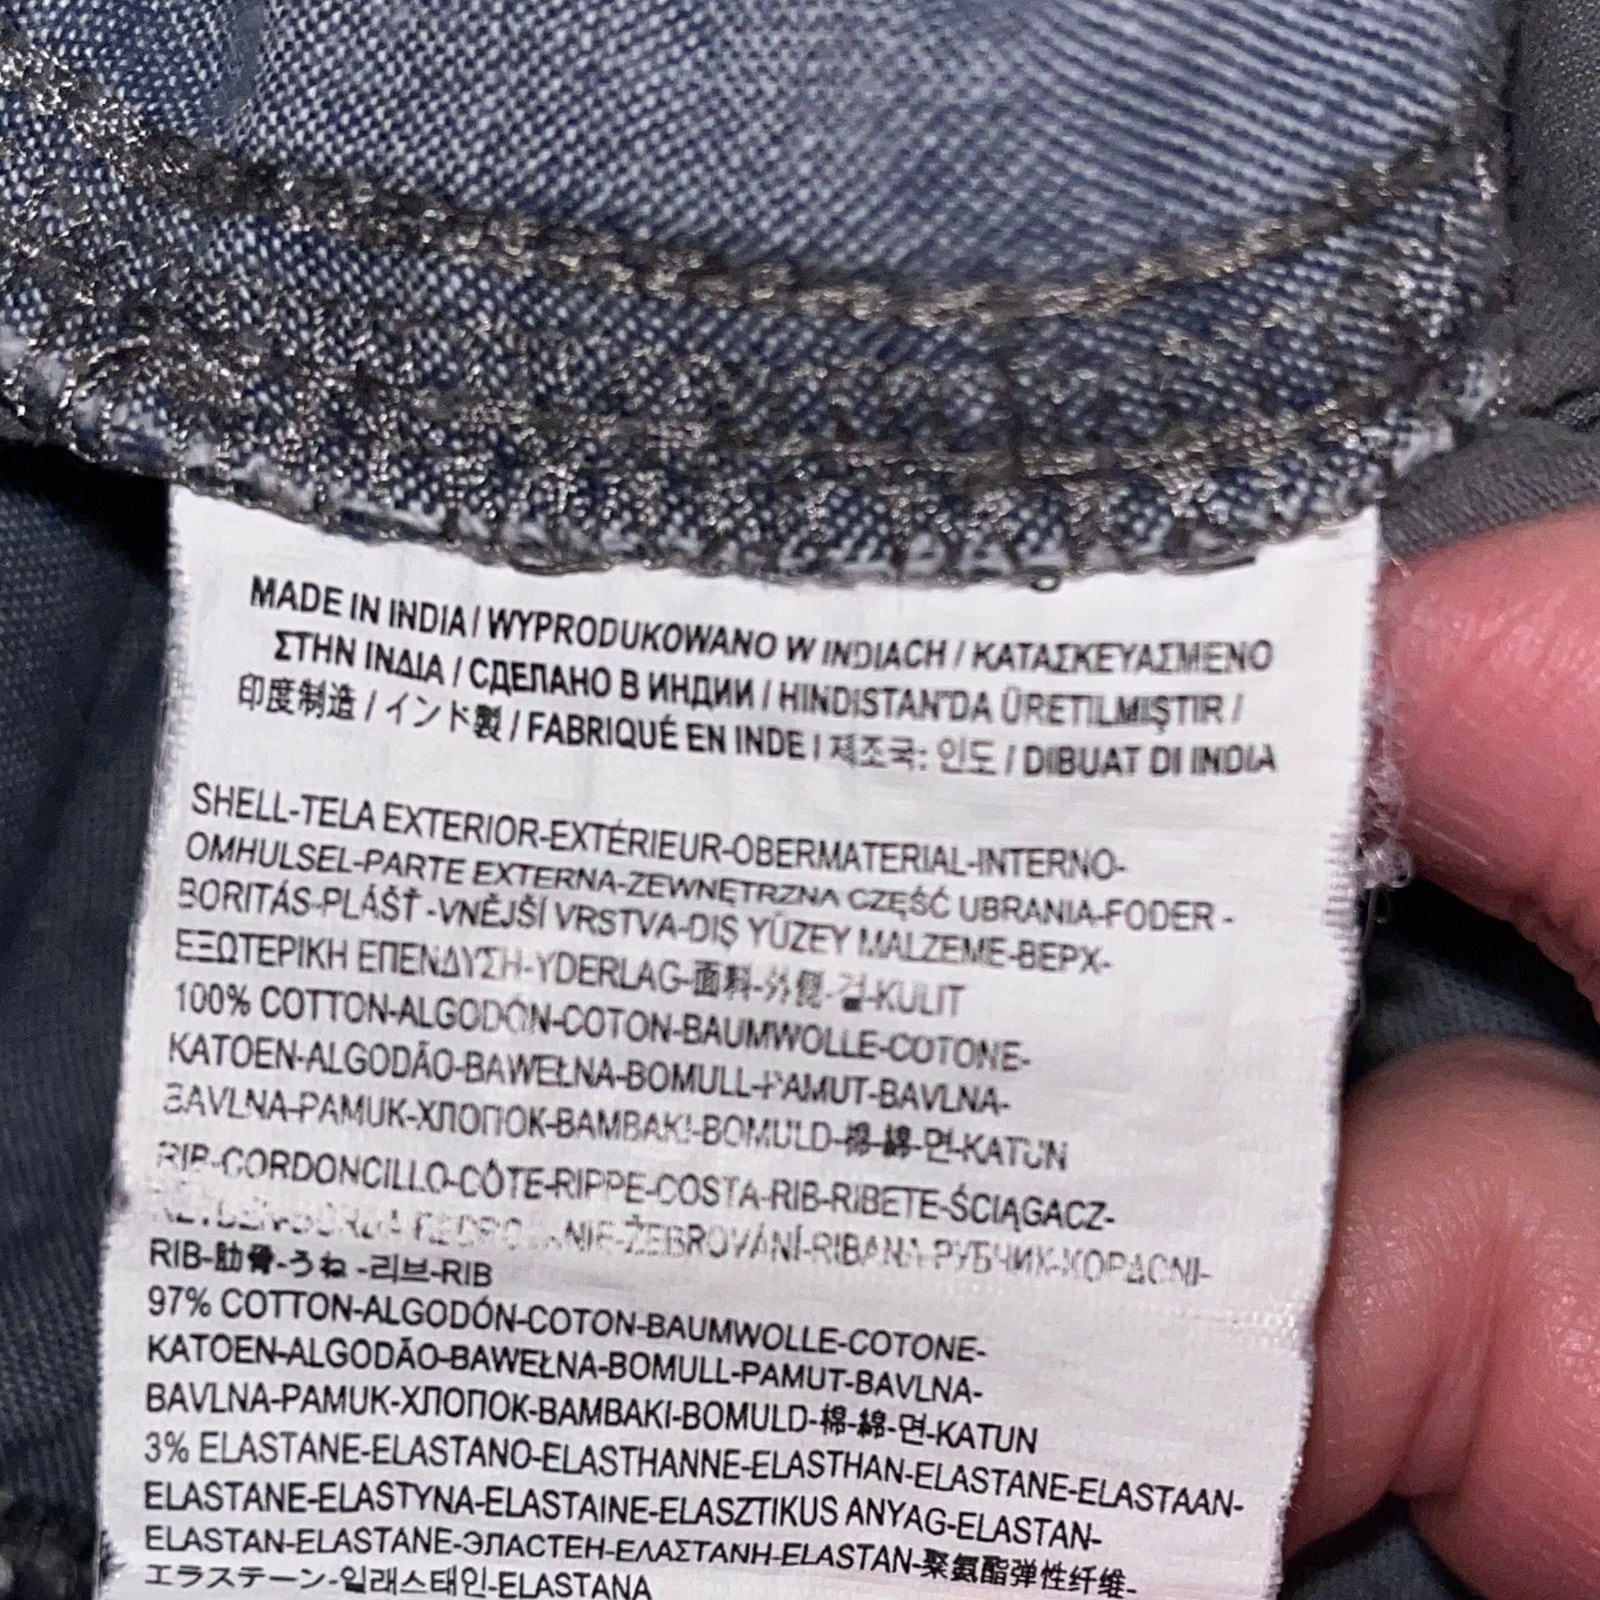 MADE IN INDIA / WYPRODUKOWANO W INDIACH / ΚΑΤΑΣΚΕΥΑΣΜΕΝΟ
ΣΤΗΝ ΙΝΔΙΑ / СДЕЛАНО В ИНДИИ / HINDISTAN'DA ÜRETILMIŞTIR /
印度制造 / インド製 / FABRIQUÉ EN INDE / 제조국: 인도 / DIBUAT DI INDIA
SHELL-TELA EXTERIOR-EXTÉRIEUR-OBERMATERIAL-INTERNO-
OMHULSEL-PARTE EXTERNA-ZEWNĘTRZNA CZĘŚĆ UBRANIA-FODER -
BORITÁS-PLÁŠŤ -VNĚJŠÍ VRSTVA-DIŞ YÜZEY MALZEME-ВЕРХ-
ΕΞΩΤΕΡΙΚΗ ΕΠΕΝΔΥΣΗ-YDERLAG-面料-外側-겉-KULIT
100% COTTON-ALGODÓN-COTON-BAUMWOLLE-COTONE-
KATOEN-ALGODÃO-BAWEŁNA-BOMULL-PAMUT-BAVLNA-
BAVLNA-PAMUK-ХЛОПОК-BAMBAKI-BOMULD-棉-綿-면-KATUN
RIB-CORDONCILLO-CÔTE-RIPPE-COSTA-RIB-RIBETE-ŚCIĄGACZ-
ŽEBROVÁNÍ-RIBANA-РУБЧИК-ΚΟΡΔΟΝΙ-
RIB-肋骨-うね -리브-RIB
97% COTTON-ALGODÓN-COTON-BAUMWOLLE-COTONE-
KATOEN-ALGODÃO-BAWEŁNA-BOMULL-PAMUT-BAVLNA-
BAVLNA-PAMUK-ХЛОПОК-BAMBAKI-BOMULD-棉-綿-면-KATUN
3% ELASTANE-ELASTANO-ELASTHANNE-ELASTHAN-ELASTANE-ELASTAAN-
ELASTANE-ELASTYNA-ELASTAINE-ELASZTIKUS ANYAG-ELASTAN-
ELASTAN-ELASTANE-ЭЛАСТЕН-ΕΛΑΣΤΑΝΗ-ELASTAN-聚氨酯弹性纤维-
エラステーン-일래스태인-ELASTANA